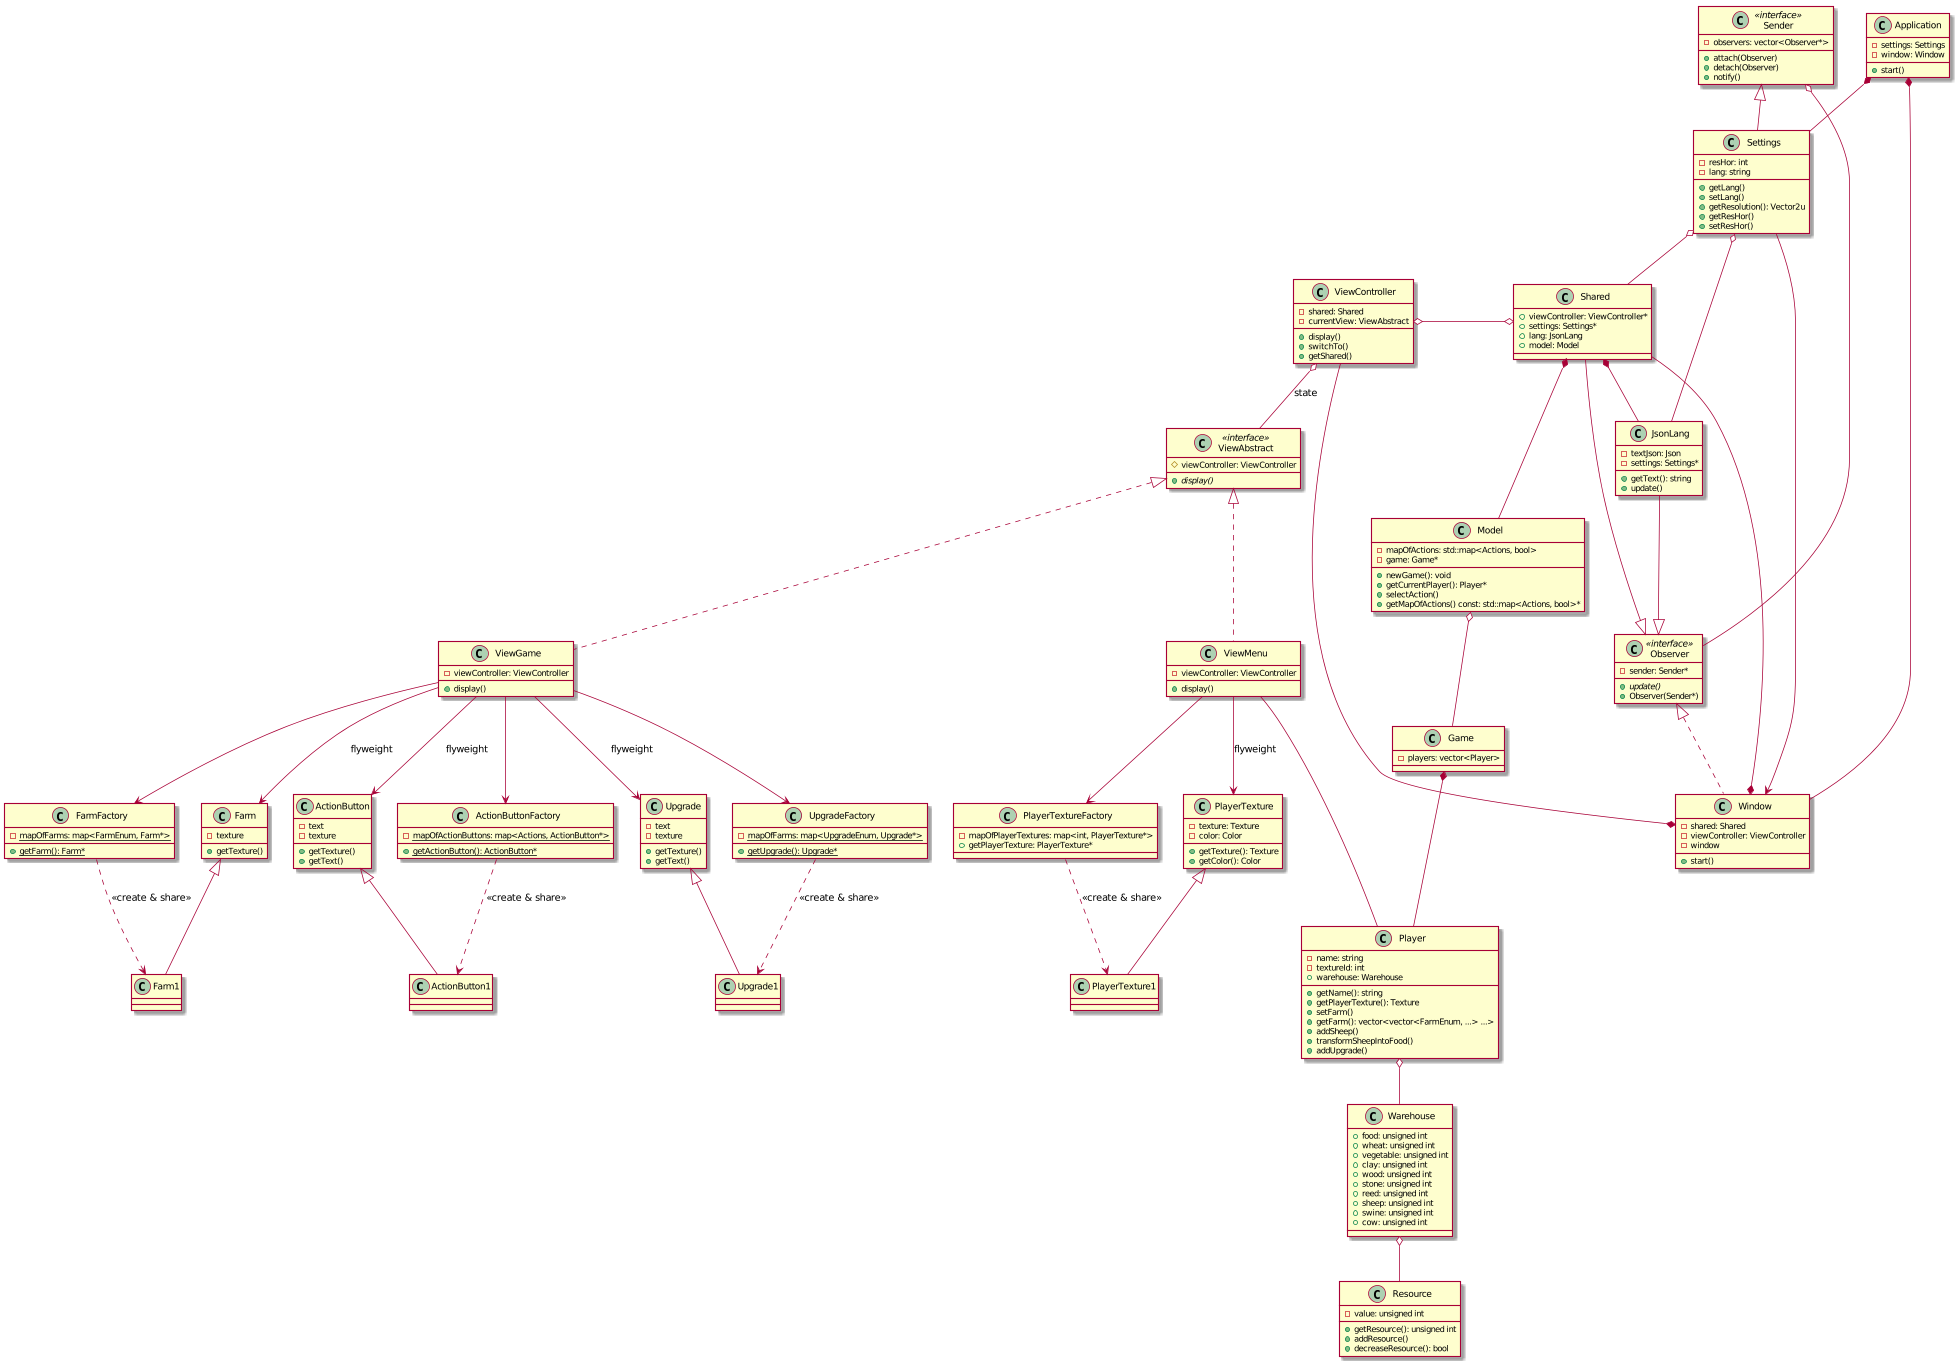 «interface»
Sender
observers: vector<Observer*>
attach(Observer)
detach(Observer)
notify()
C Application
settings: Settings
window: Window
start()
C Settings
resHor: int
lang: string
getLang()
setLang()
getResolution(): Vector2u
getResHor()
setResHor()
C ViewController
shared: Shared
currentView: ViewAbstract
display()
switchTo()
getShared()
C Shared
viewController: ViewController*
settings: Settings*
lang: JsonLang
model: Model
state
C «interface»
ViewAbstract
viewController: ViewController
display()
C JsonLang
textJson: Json
settings: Settings*
getText(): string
update()
C Model
mapOfActions: std::map<Actions, bool>
game: Game*
newGame(): void
getCurrentPlayer(): Player*
selectAction()
getMapOfActions() const: std::map<Actions, bool>*
C ViewGame
viewController: ViewController
display()
C ViewMenu
viewController: ViewController
display()
C «interface»
Observer
sender: Sender*
update()
Observer(Sender*)
flyweight
flyweight
flyweight
flyweight
C Game
players: vector<Player>
C FarmFactory
mapOfFarms: map<FarmEnum, Farm*>
getFarm(): Farm*
C Farm
texture
getTexture()
C ActionButton
text
texture
getTexture()
getText()
C ActionButtonFactory
mapOfActionButtons: map<Actions, ActionButton*>
getActionButton(): ActionButton*
C Upgrade
text
texture
getTexture()
getText()
C UpgradeFactory
mapOfFarms: map<UpgradeEnum, Upgrade*>
getUpgrade(): Upgrade*
C PlayerTextureFactory
mapOfPlayerTextures: map<int, PlayerTexture*>
getPlayerTexture: PlayerTexture*
C PlayerTexture
texture: Texture
color: Color
getTexture(): Texture
getColor(): Color
C Window
shared: Shared
viewController: ViewController
window
start()
«create & share»
«create & share»
«create & share»
«create & share»
C Farm1
C ActionButton1
C Upgrade1
C PlayerTexture1
C Player
name: string
textureId: int
warehouse: Warehouse
getName(): string
getPlayerTexture(): Texture
setFarm()
getFarm(): vector<vector<FarmEnum, ...> ...>
addSheep()
transformSheepIntoFood()
addUpgrade()
C Warehouse
food: unsigned int
wheat: unsigned int
vegetable: unsigned int
clay: unsigned int
wood: unsigned int
stone: unsigned int
reed: unsigned int
sheep: unsigned int
swine: unsigned int
cow: unsigned int
C Resource
value: unsigned int
getResource(): unsigned int
addResource()
decreaseResource(): bool